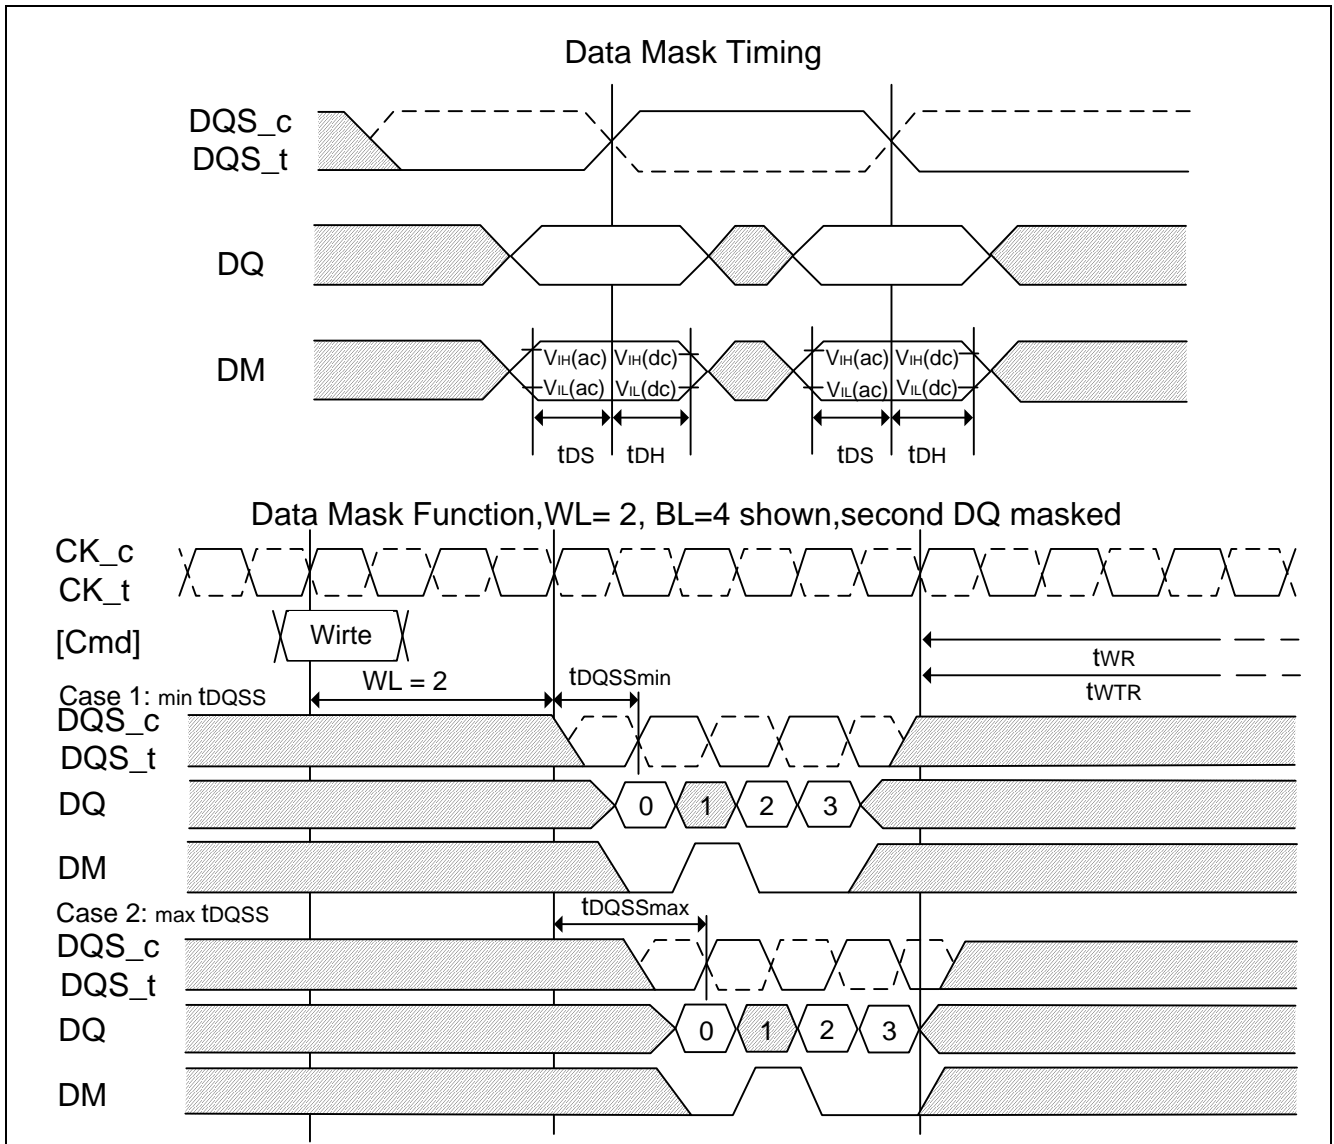 Data Mask Timing
DQS_c
DQS_t
DQ
DM
VIH(ac) VIH(dc) VIH(ac) VIH(dc)
VIL(ac) VIL(dc) VIL(ac) VIL(dc)
tDS tDH tDS tDH
Data Mask Function,WL= 2, BL=4 shown,second DQ masked
CK_c
CK_t
[Cmd] Wirte
tWR
WL = 2 tDQSSmin
tWTR
Case 1: min tDQSS
DQS_c
DQS_t
DQ 0 1 2 3
DM
Case 2: max tDQSS tDQSSmax
DQS_c
DQS_t
DQ 0 1 2 3
DM